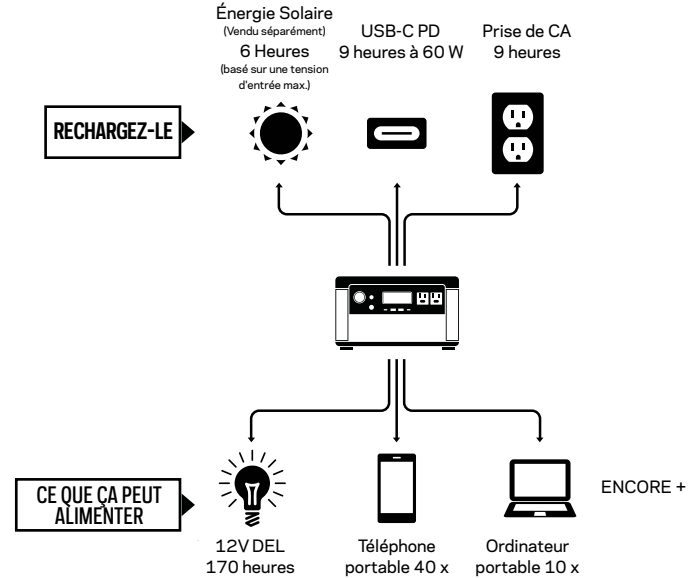 Énergie Solaire
(Vendu séparément)
6 Heures
(basé sur une tension
d'entrée max.)
USB-C PD
9 heures à 60 W
Prise de CA
9 heures
RECHARGEZ-LE
CE QUE ÇA PEUT
ALIMENTER
12V DEL
170 heures
Téléphone
portable 40 x
Ordinateur
portable 10 x
ENCORE +